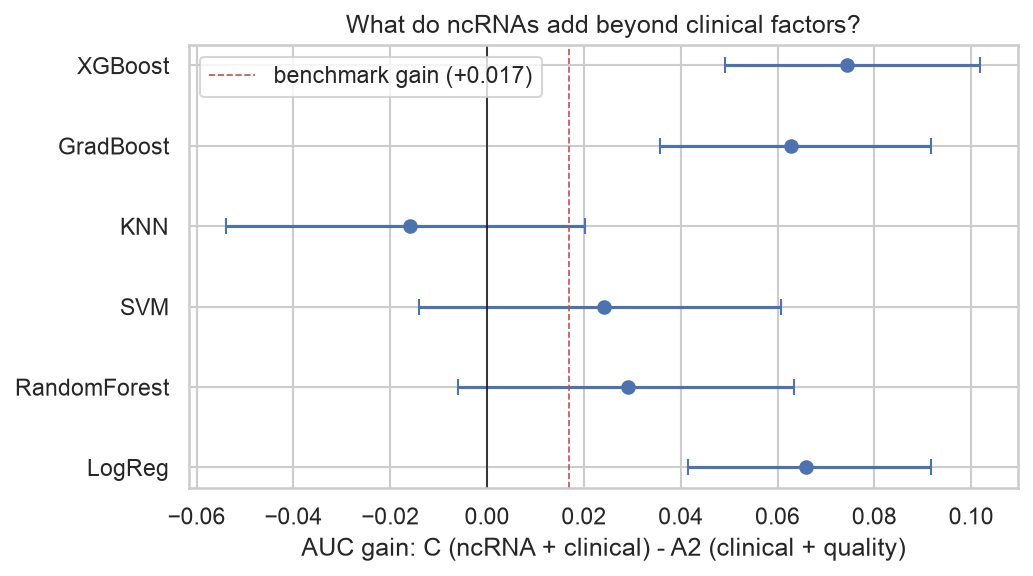 What do ncRNAs add beyond clinical factors?
benchmark gain (+0.017)
XGBoost
GradBoost
KNN
SVM
RandomForest
LogReg
−0.06 −0.04 −0.02 0.00 0.02 0.04 0.06 0.08 0.10
AUC gain: C (ncRNA + clinical) - A2 (clinical + quality)